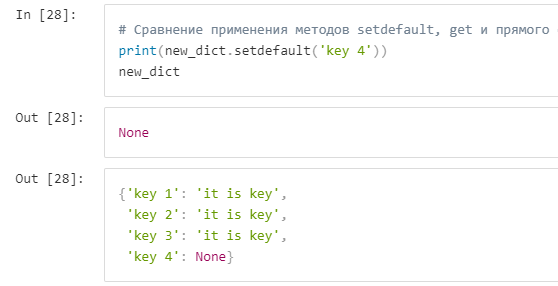 In [28]:
# Сравнение применения методов setdefault, get и прямого
print(new_dict.setdefault('key 4'))
new_dict
Out [28]:
None
Out [28]:
{'key 1': 'it is key',
'key 2': 'it is key',
'key 3': 'it is key',
'key 4': None}